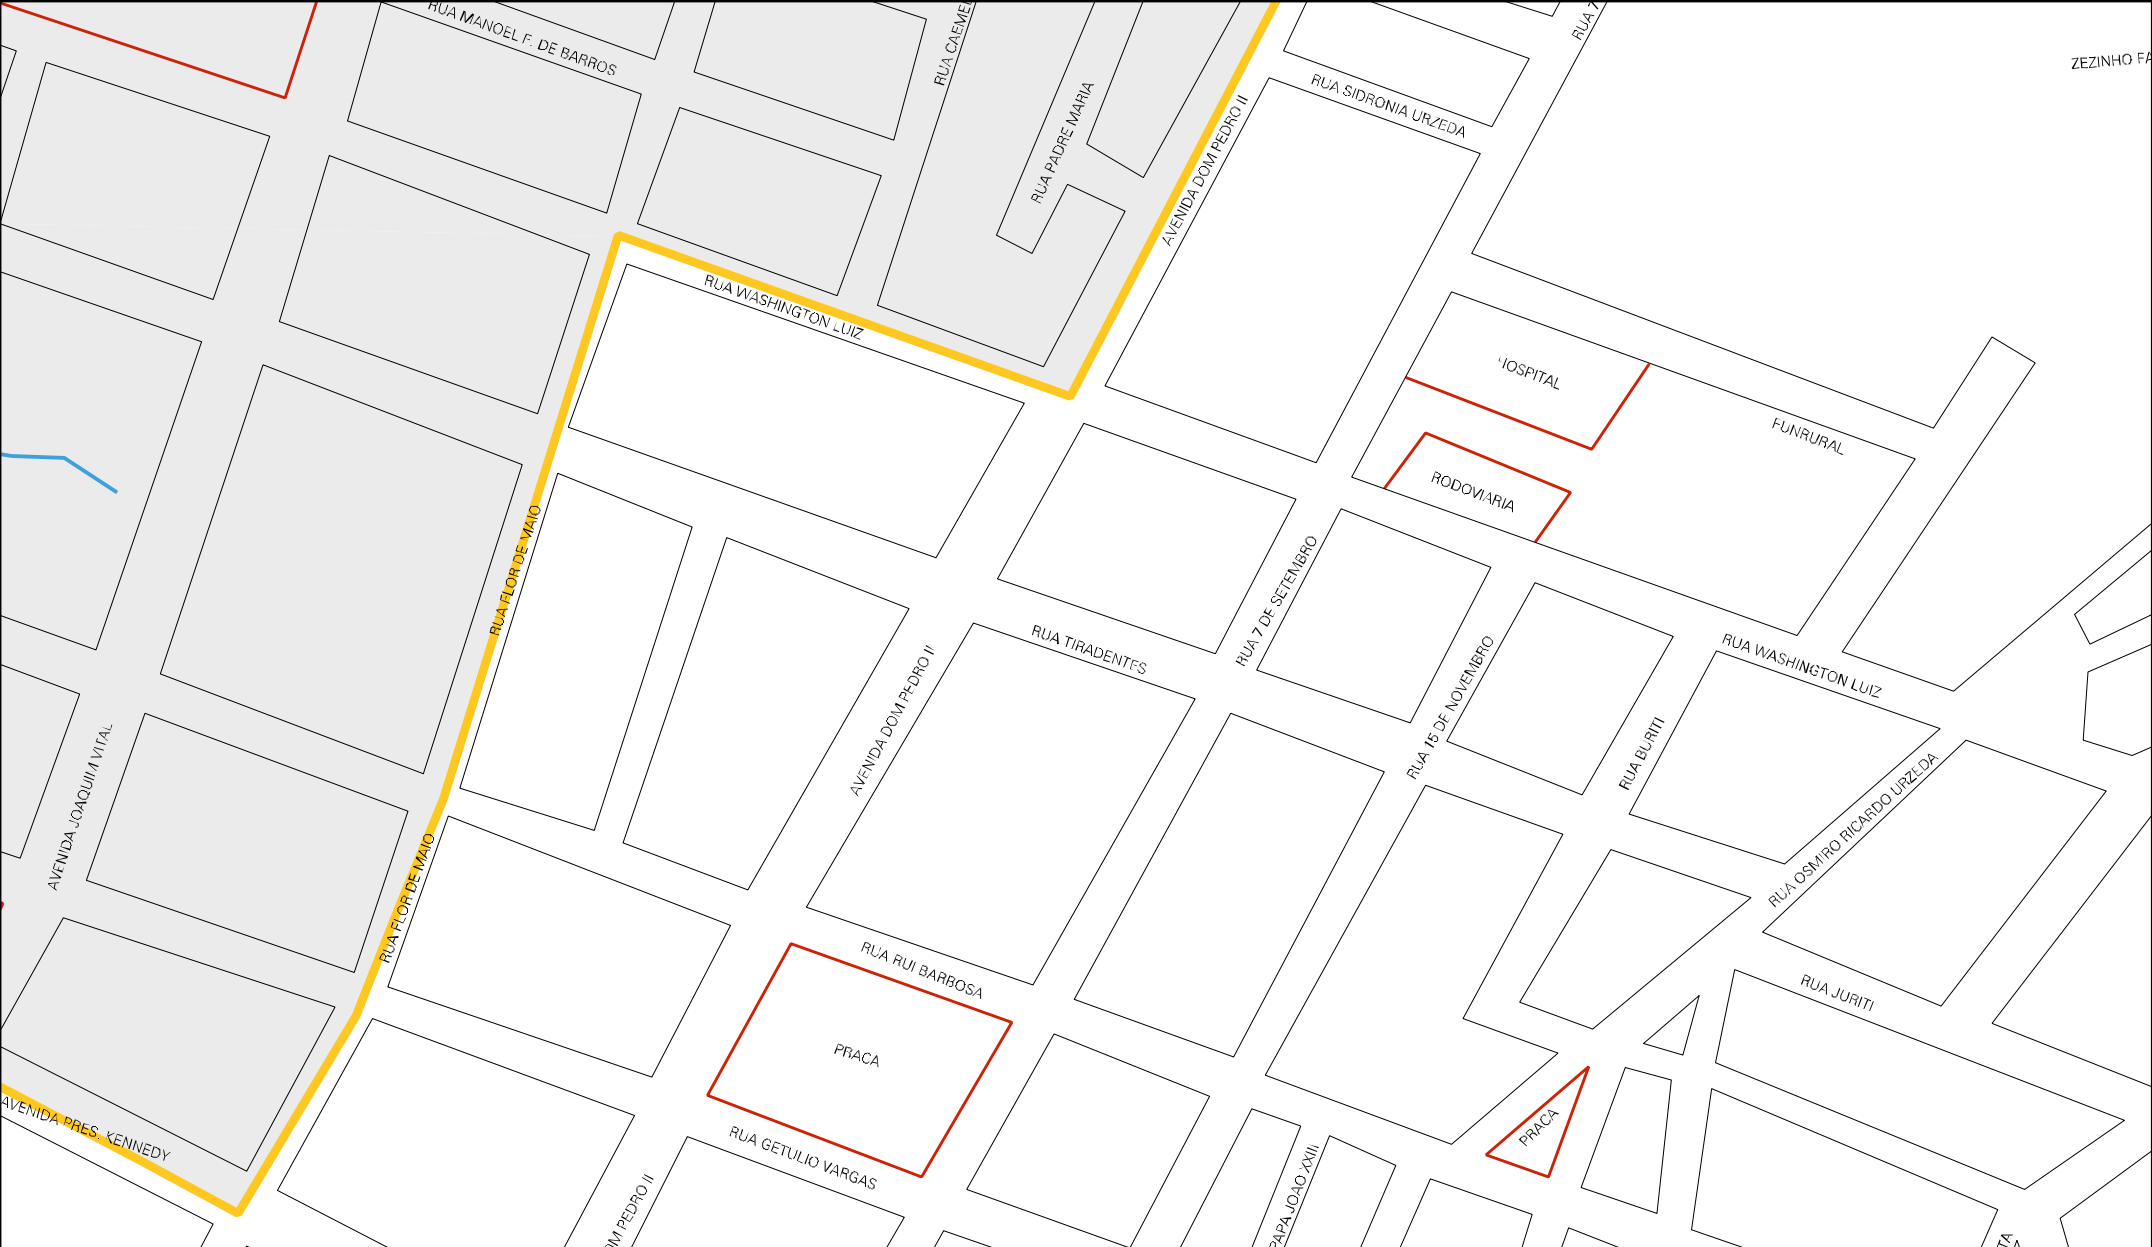 RUA MANOEL F. DE BARROS
RUA PADRE MARIA
RUA SIDRONIA URZEDA
ZEZINHO
AVENIDA DOM PEDRO II
RUA WASHINGTON LUIZ
HOSPITAL
FUNRURAL
RODOVIARIA
RUA FLOR DE MAIO
RUA 7 DE SETEMBRO
RUA TIRADENTES
RUA 15 DE NOVEMBRO
RUA WASHINGTON LUIZ
AVENIDA DOM PEDRO II
RUA BURITI
AVENIDA JOAQUIM VITAL
RUA OSMIRO RICARDO URZEDA
RUA FLOR DE MAIO
RUA RUI BARBOSA
RUA JURITI
PRACA
AVENIDA PRES. KENNEDY
PRACA
RUA GETULIO VARGAS
PAPA JOAO XXIII
OM PEDRO II